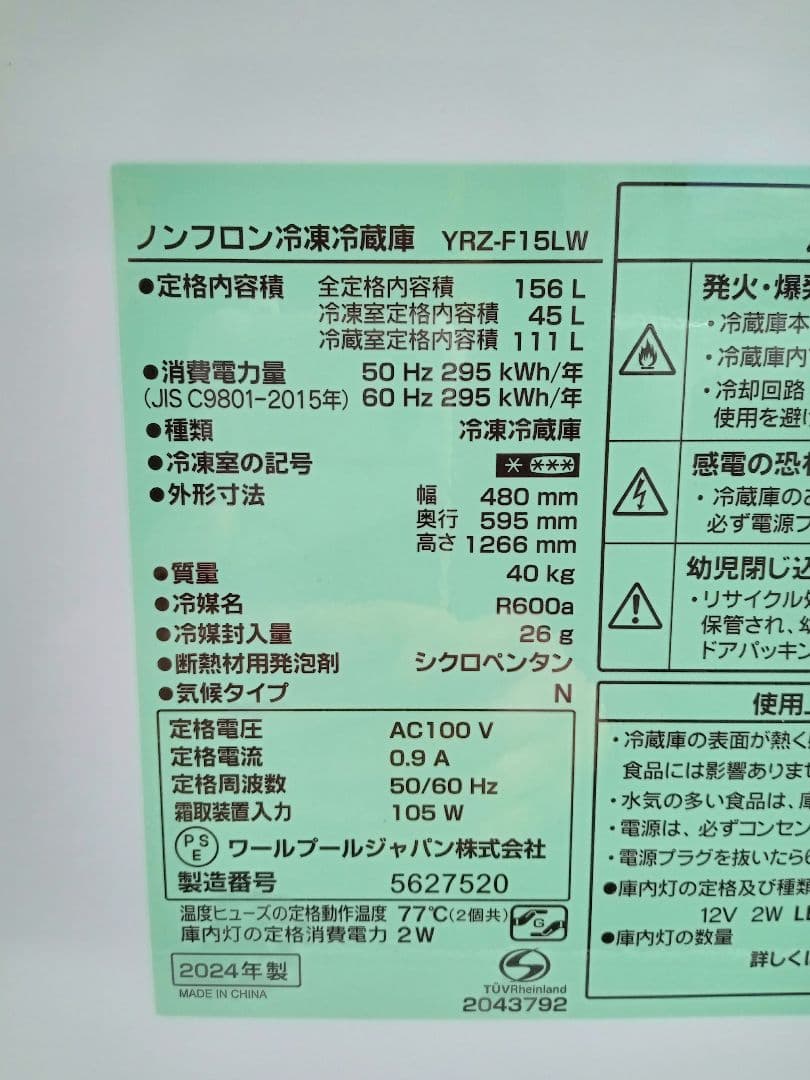 ノンフロン冷凍冷蔵庫 YRZ-F15LW
●定格内容積 全定格内容積 156 L
冷凍室定格内容積 45 L
冷蔵室定格内容積 111 L
●消費電力量 50 Hz 295 kWh/年
(JIS C9801-2015年) 60 Hz 295 kWh/年
●種類 冷凍冷蔵庫
●冷凍室の記号 * ***
●外形寸法 幅 480 mm
奥行 595 mm
高さ 1266 mm
●質量 40 kg
●冷媒名 R600a
●冷媒封入量 26 g
●断熱材用発泡剤 シクロペンタン
●気候タイプ N
定格電圧 AC100 V
定格電流 0.9 A
定格周波数 50/60 Hz
霜取装置入力 105 W
PSE ワールプールジャパン株式会社
製造番号 5627520
温度ヒューズの定格動作温度 77℃(2個共)
G
庫内灯の定格消費電力 2W
2024年製
MADE IN CHINA
TÜVRheinland
2043792
発火・爆発
・冷蔵庫本
・冷蔵庫内
・冷却回路
使用を避け
感電の恐れ
・冷蔵庫のお
必ず電源プ
幼児閉じ込
・リサイクル
保管され、幼
ドアパッキン
使用上
・冷蔵庫の表面が熱く
食品には影響ありませ
・水気の多い食品は、庫
・電源は、必ずコンセン
・電源プラグを抜いたら6
●庫内灯の定格及び種類
12V 2W LE
●庫内灯の数量
詳しくは